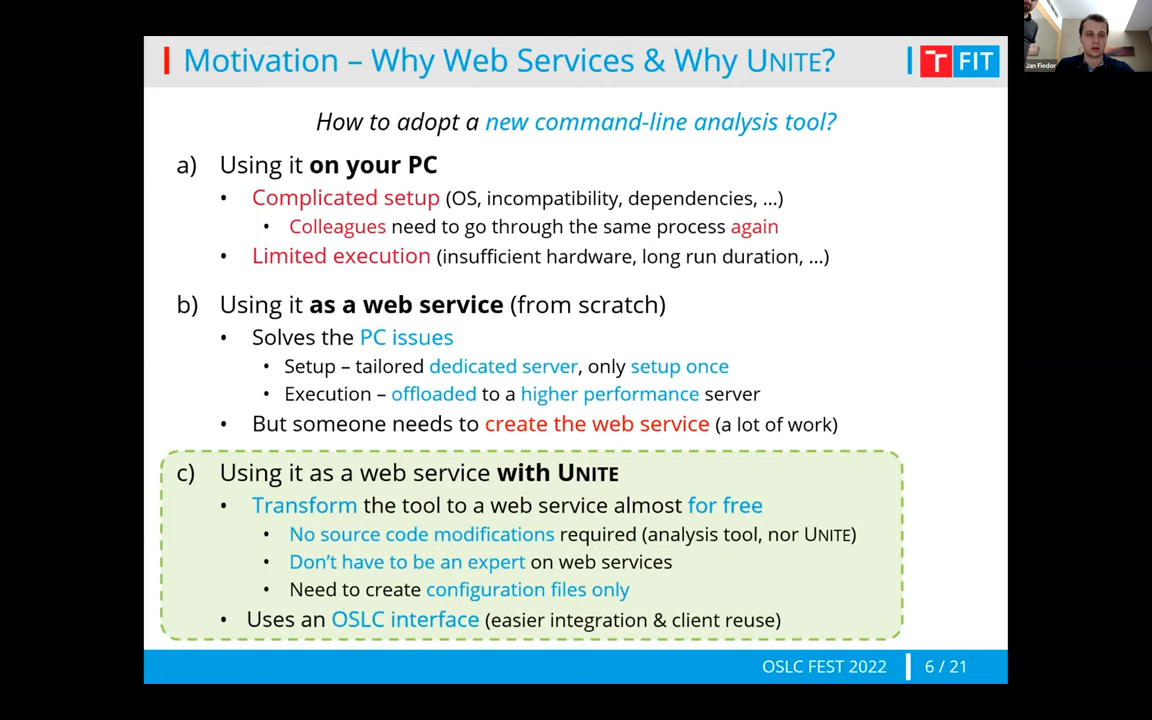 Motivation – Why Web Services & Why UNITE?
T FIT
Jan Fiedor
How to adopt a new command-line analysis tool?
a) Using it on your PC
• Complicated setup (OS, incompatibility, dependencies, ...)
• Colleagues need to go through the same process again
• Limited execution (insufficient hardware, long run duration, ...)
b) Using it as a web service (from scratch)
• Solves the PC issues
• Setup – tailored dedicated server, only setup once
• Execution – offloaded to a higher performance server
• But someone needs to create the web service (a lot of work)
c) Using it as a web service with UNITE
• Transform the tool to a web service almost for free
• No source code modifications required (analysis tool, nor UNITE)
• Don't have to be an expert on web services
• Need to create configuration files only
• Uses an OSLC interface (easier integration & client reuse)
OSLC FEST 2022 6 / 21